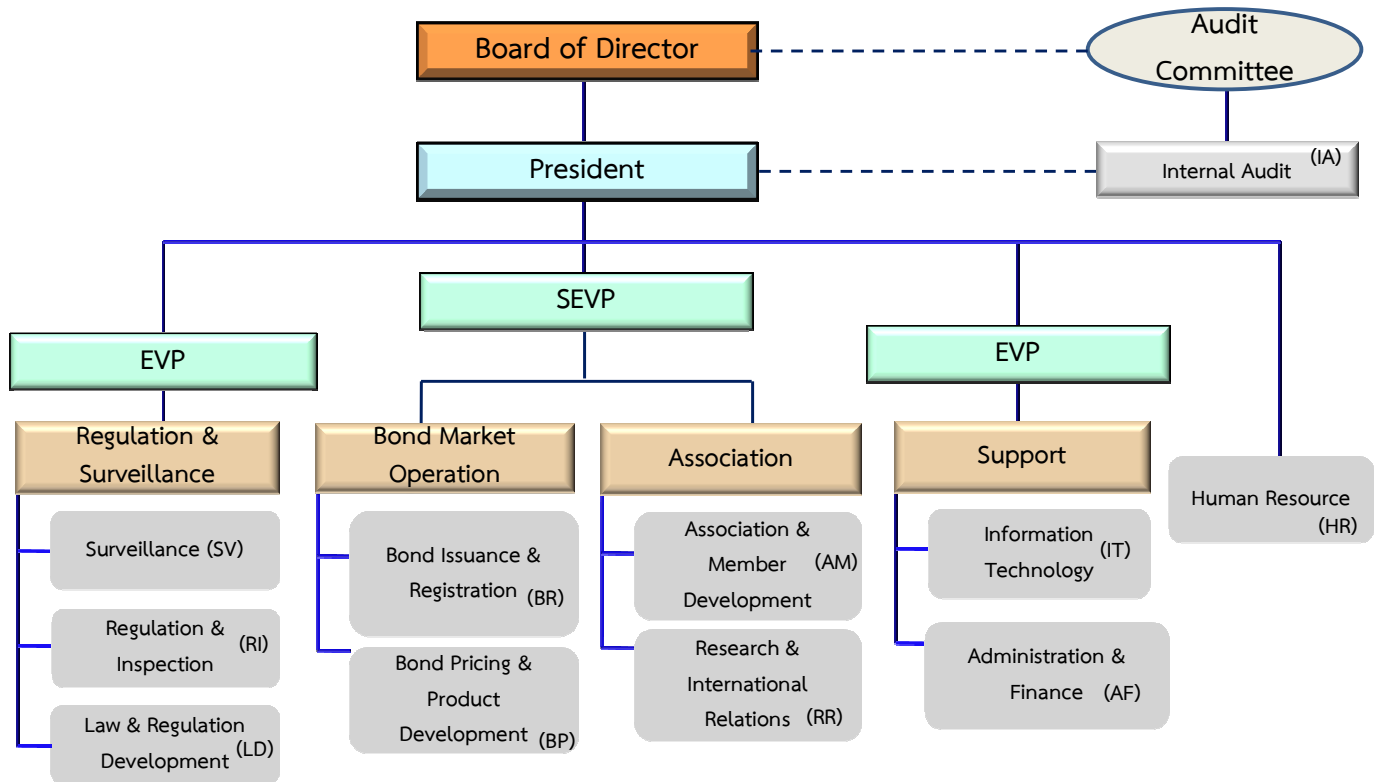 Board of Director
Audit
Committee
President
Internal Audit
(IA)
SEVP
EVP
EVP
Regulation &
Surveillance
Bond Market
Operation
Association
Support
Surveillance (SV)
Regulation &
Inspection
(RI)
Law & Regulation
Development
(LD)
Bond Issuance &
Registration
(BR)
Bond Pricing &
Product
Development
(BP)
Association &
Member
Development
(AM)
Research &
International
Relations
(RR)
Information
Technology
(IT)
Administration &
Finance
(AF)
Human Resource
(HR)